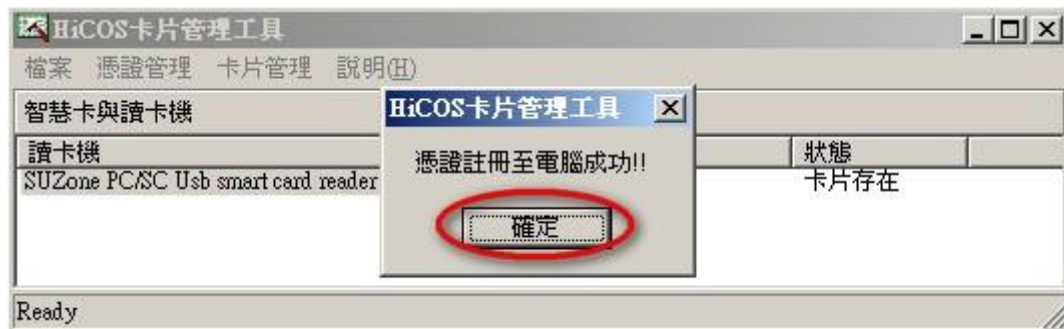 HiCOS卡片管理工具
檔案 憑證管理 卡片管理 說明(H)
智慧卡與讀卡機
讀卡機 狀態
SUZone PC/SC Usb smart card reader 卡片存在
HiCOS卡片管理工具
憑證註冊至電腦成功!!
確定
Ready